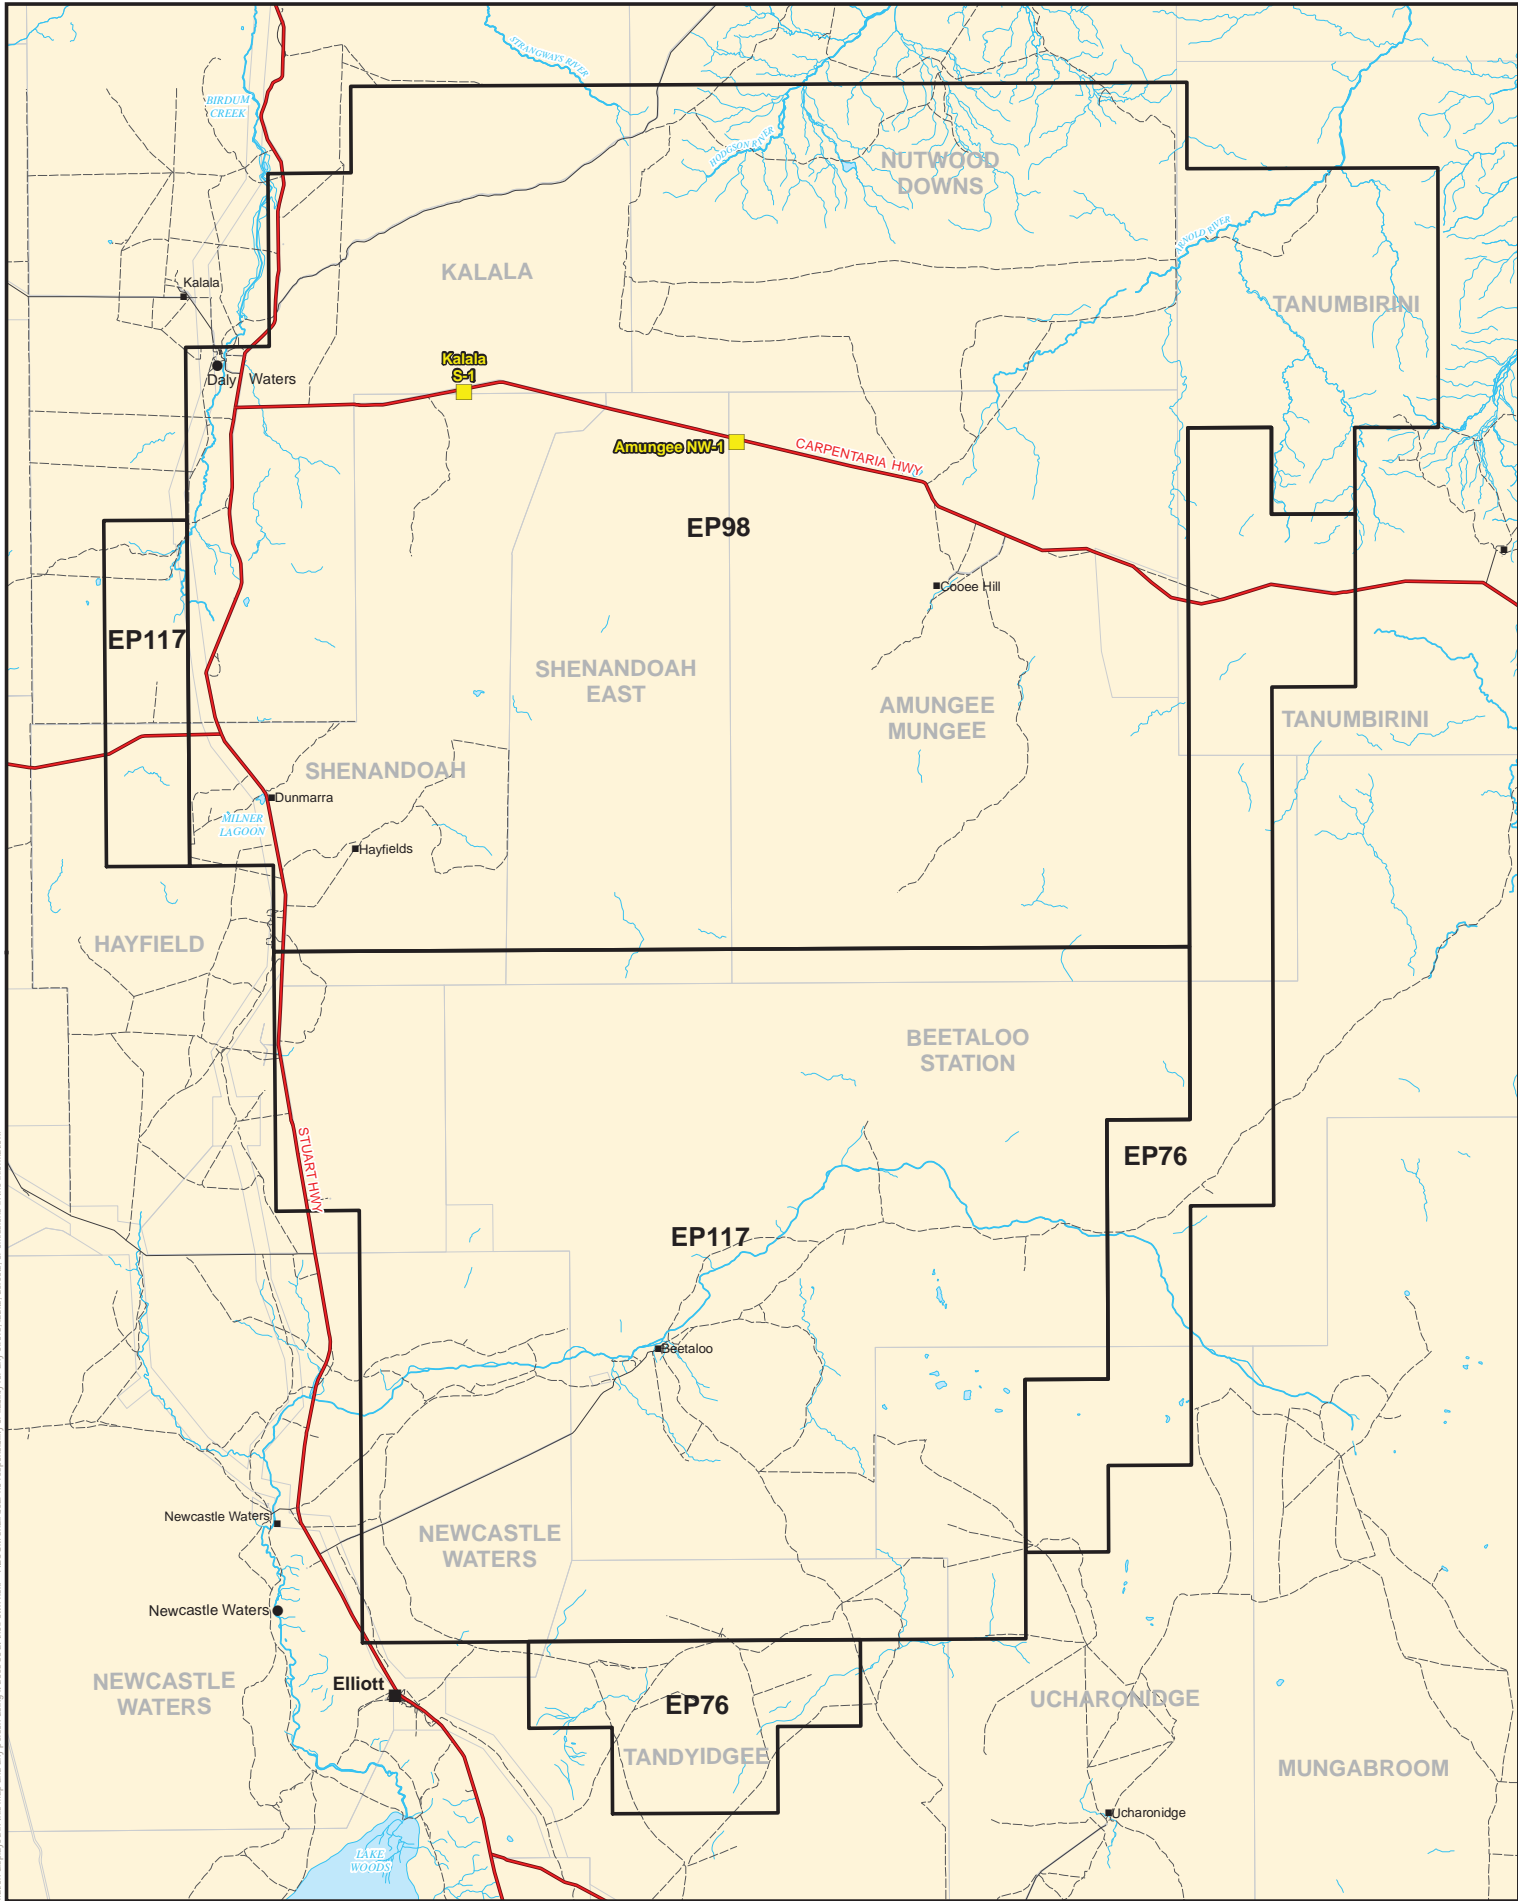 STRANGWAYS RIVER
BIRDUM
CREEK
HODGSON RIVER
NUTWOOD
DOWNS
ARNOLD RIVER
KALALA
Kalala
TANUMBIRINI
Kalala
S-1
Daly Waters
Amungee NW-1
CARPENTARIA HWY
EP98
Cooee Hill
EP117
SHENANDOAH
EAST
AMUNGEE
MUNGEE
TANUMBIRINI
SHENANDOAH
Dunmarra
MILNER
LAGOON
Hayfields
HAYFIELD
BEETALOO
STATION
STUART HWY
EP76
EP117
Beetaloo
Newcastle Waters
NEWCASTLE
WATERS
Newcastle Waters
NEWCASTLE
WATERS
Elliott
EP76
UCHARONIDGE
TANDYIDGEE
MUNGABROOM
Ucharonidge
LAKE
WOODS